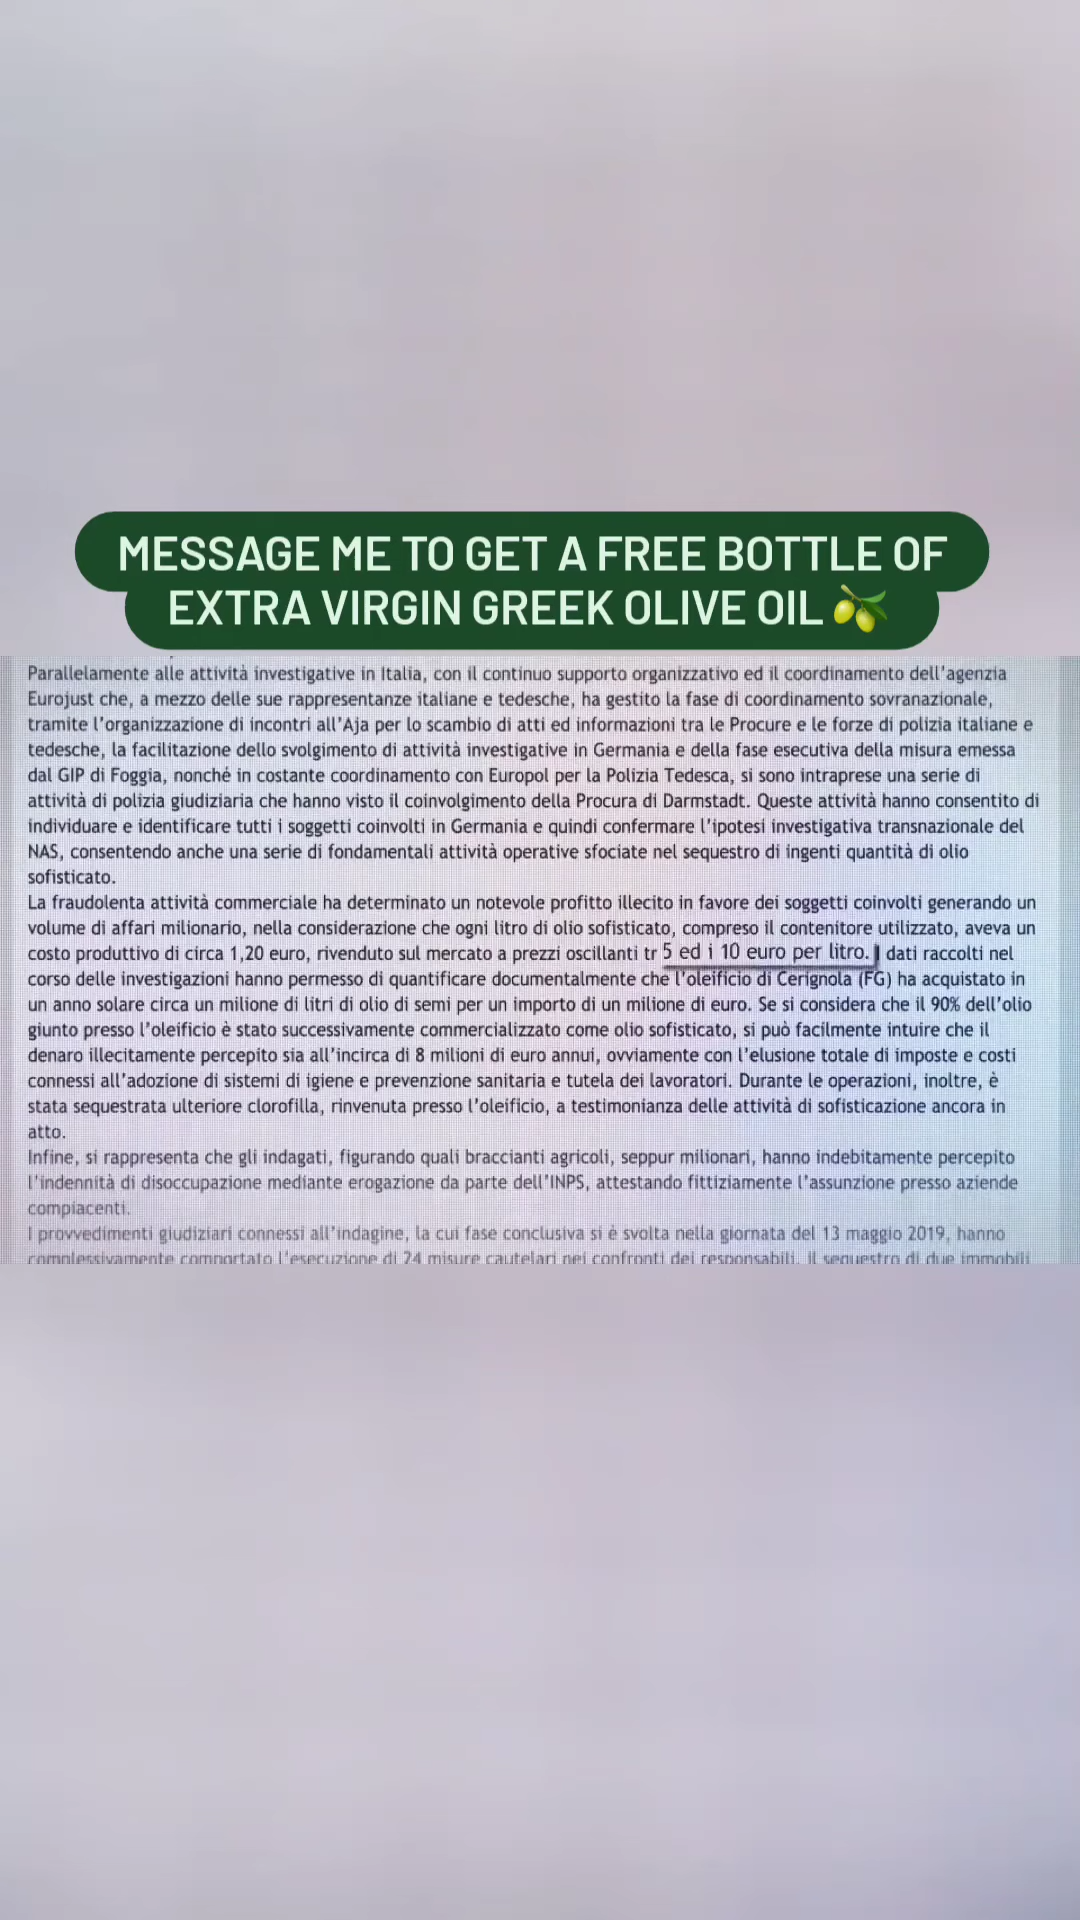 MESSAGE ME TO GET A FREE BOTTLE OF
EXTRA VIRGIN GREEK OLIVE OIL 🫒
Parallelamente alle attività investigative in Italia, con il continuo supporto organizzativo ed il coordinamento dell'agenzia
Eurojust che, a mezzo delle sue rappresentanze italiane e tedesche, ha gestito la fase di coordinamento sovranazionale,
tramite l'organizzazione di incontri all'Aja per lo scambio di atti ed informazioni tra le Procure e le forze di polizia italiane e
tedesche, la facilitazione dello svolgimento di attività investigative in Germania e della fase esecutiva della misura emessa
dal GIP di Foggia, nonché in costante coordinamento con Europol per la Polizia Tedesca, si sono intraprese una serie di
attività di polizia giudiziaria che hanno visto il coinvolgimento della Procura di Darmstadt. Queste attività hanno consentito di
individuare e identificare tutti i soggetti coinvolti in Germania e quindi confermare l'ipotesi investigativa transnazionale del
NAS, consentendo anche una serie di fondamentali attività operative sfociate nel sequestro di ingenti quantità di olio
sofisticato.
La fraudolenta attività commerciale ha determinato un notevole profitto illecito in favore dei soggetti coinvolti generando un
volume di affari milionario, nella considerazione che ogni litro di olio sofisticato, compreso il contenitore utilizzato, aveva un
costo produttivo di circa 1,20 euro, rivenduto sul mercato a prezzi oscillanti tr 5 ed i 10 euro per litro. I dati raccolti nel
corso delle investigazioni hanno permesso di quantificare documentalmente che l'oleificio di Cerignola (FG) ha acquistato in
un anno solare circa un milione di litri di olio di semi per un importo di un milione di euro. Se si considera che il 90% dell'olio
giunto presso l'oleificio è stato successivamente commercializzato come olio sofisticato, si può facilmente intuire che il
denaro illecitamente percepito sia all'incirca di 8 milioni di euro annui, ovviamente con l'elusione totale di imposte e costi
connessi all'adozione di sistemi di igiene e prevenzione sanitaria e tutela dei lavoratori. Durante le operazioni, inoltre, è
stata sequestrata ulteriore clorofilla, rinvenuta presso l'oleificio, a testimonianza delle attività di sofisticazione ancora in
atto.
Infine, si rappresenta che gli indagati, figurando quali braccianti agricoli, seppur milionari, hanno indebitamente percepito
l'indennità di disoccupazione mediante erogazione da parte dell'INPS, attestando fittiziamente l'assunzione presso aziende
compiacenti.
I provvedimenti giudiziari connessi all'indagine, la cui fase conclusiva si è svolta nella giornata del 13 maggio 2019, hanno
complessivamente comportato l'esecuzione di 24 misure cautelari nei confronti dei responsabili, il sequestro di due immobili